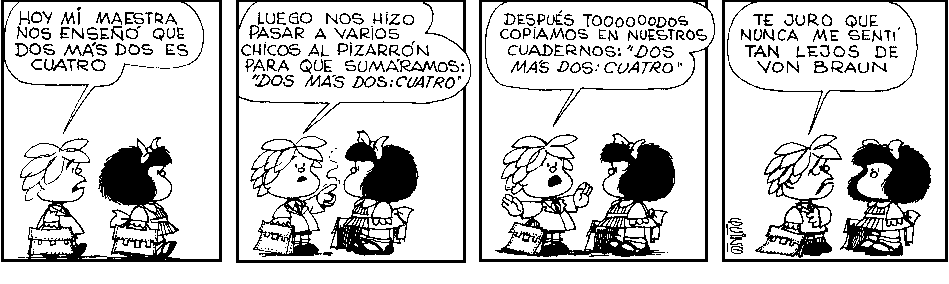 HOY MÍ MAESTRA
NOS ENSEÑÓ QUE
DOS MÁS DOS ES
CUATRO
LUEGO NOS HIZO
PASAR A VARIOS
CHICOS AL PIZARRÓN
PARA QUE SUMÁRAMOS:
"DOS MÁS DOS: CUATRO"
DESPUÉS TOOOOOODOS
COPIAMOS EN NUESTROS
CUADERNOS: "DOS
MÁS DOS: CUATRO"
TE JURO QUE
NUNCA ME SENTÍ
TAN LEJOS DE
VON BRAUN